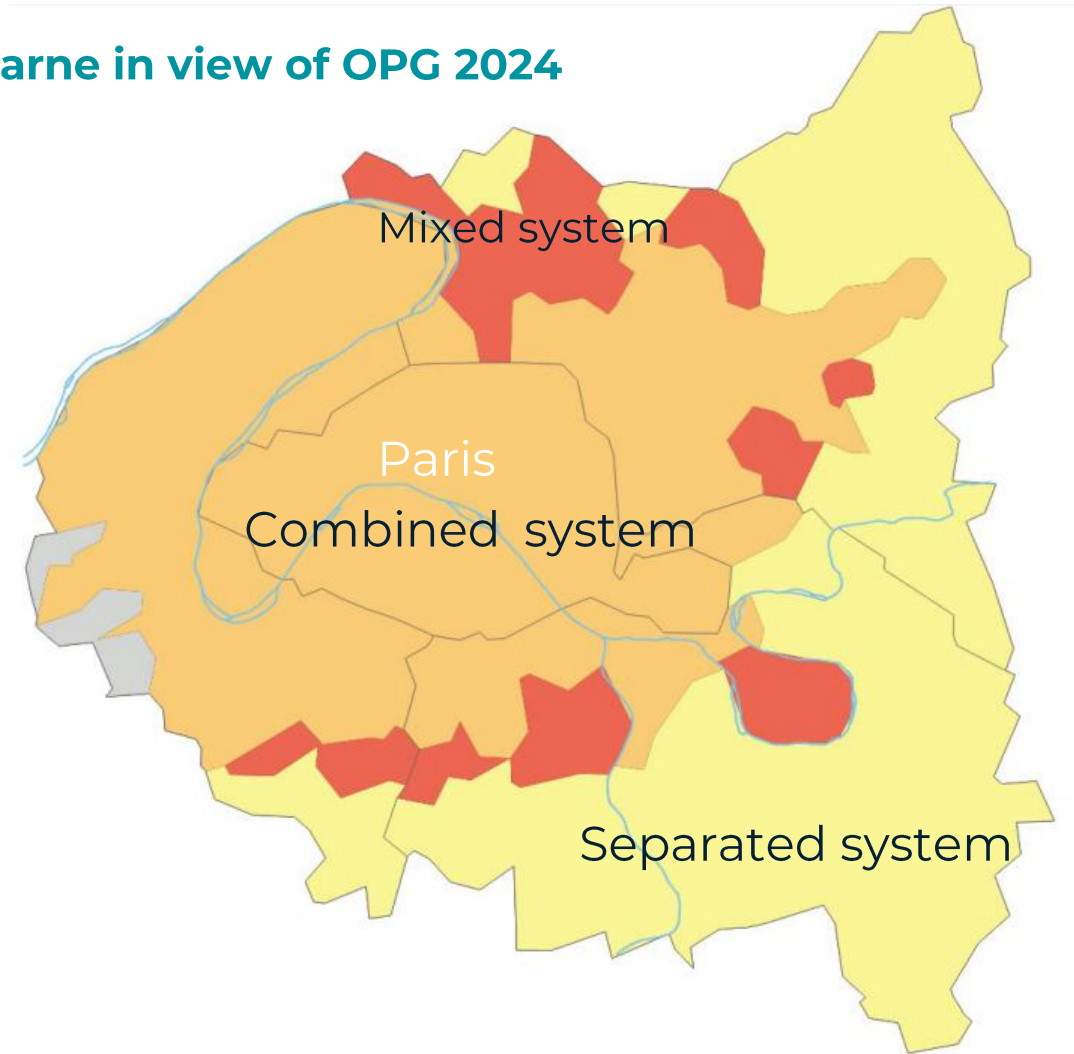 arne in view of OPG 2024
Mixed system
Paris
Combined system
Separated system